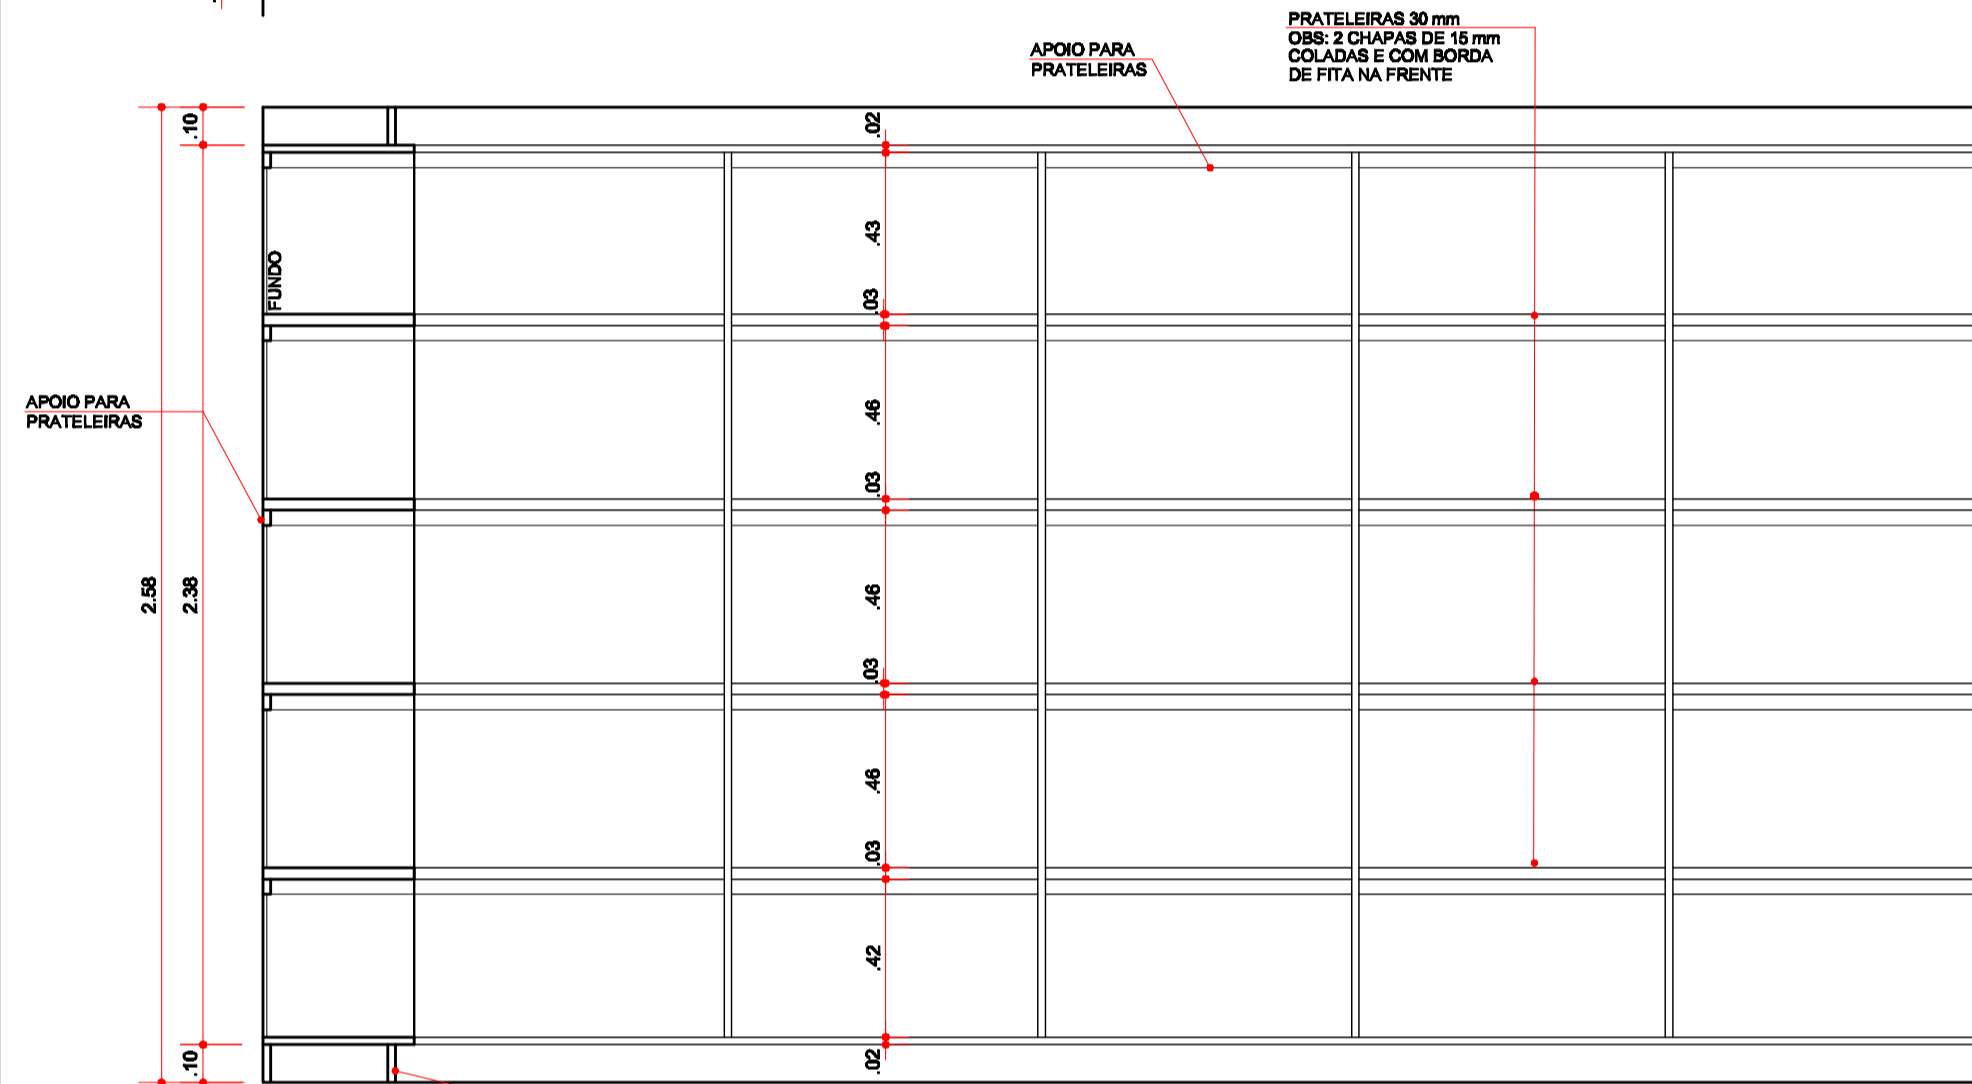 PRATELEIRAS 30 mm
OBS: 2 CHAPAS DE 15 mm
COLADAS E COM BORDA
DE FITA NA FRENTE
APOIO PARA
PRATELEIRAS
.10
.02
.43
FUNDO
.03
APOIO PARA
PRATELEIRAS
.46
.03
2.58
2.38
.46
.03
.46
.03
.42
.10
.02